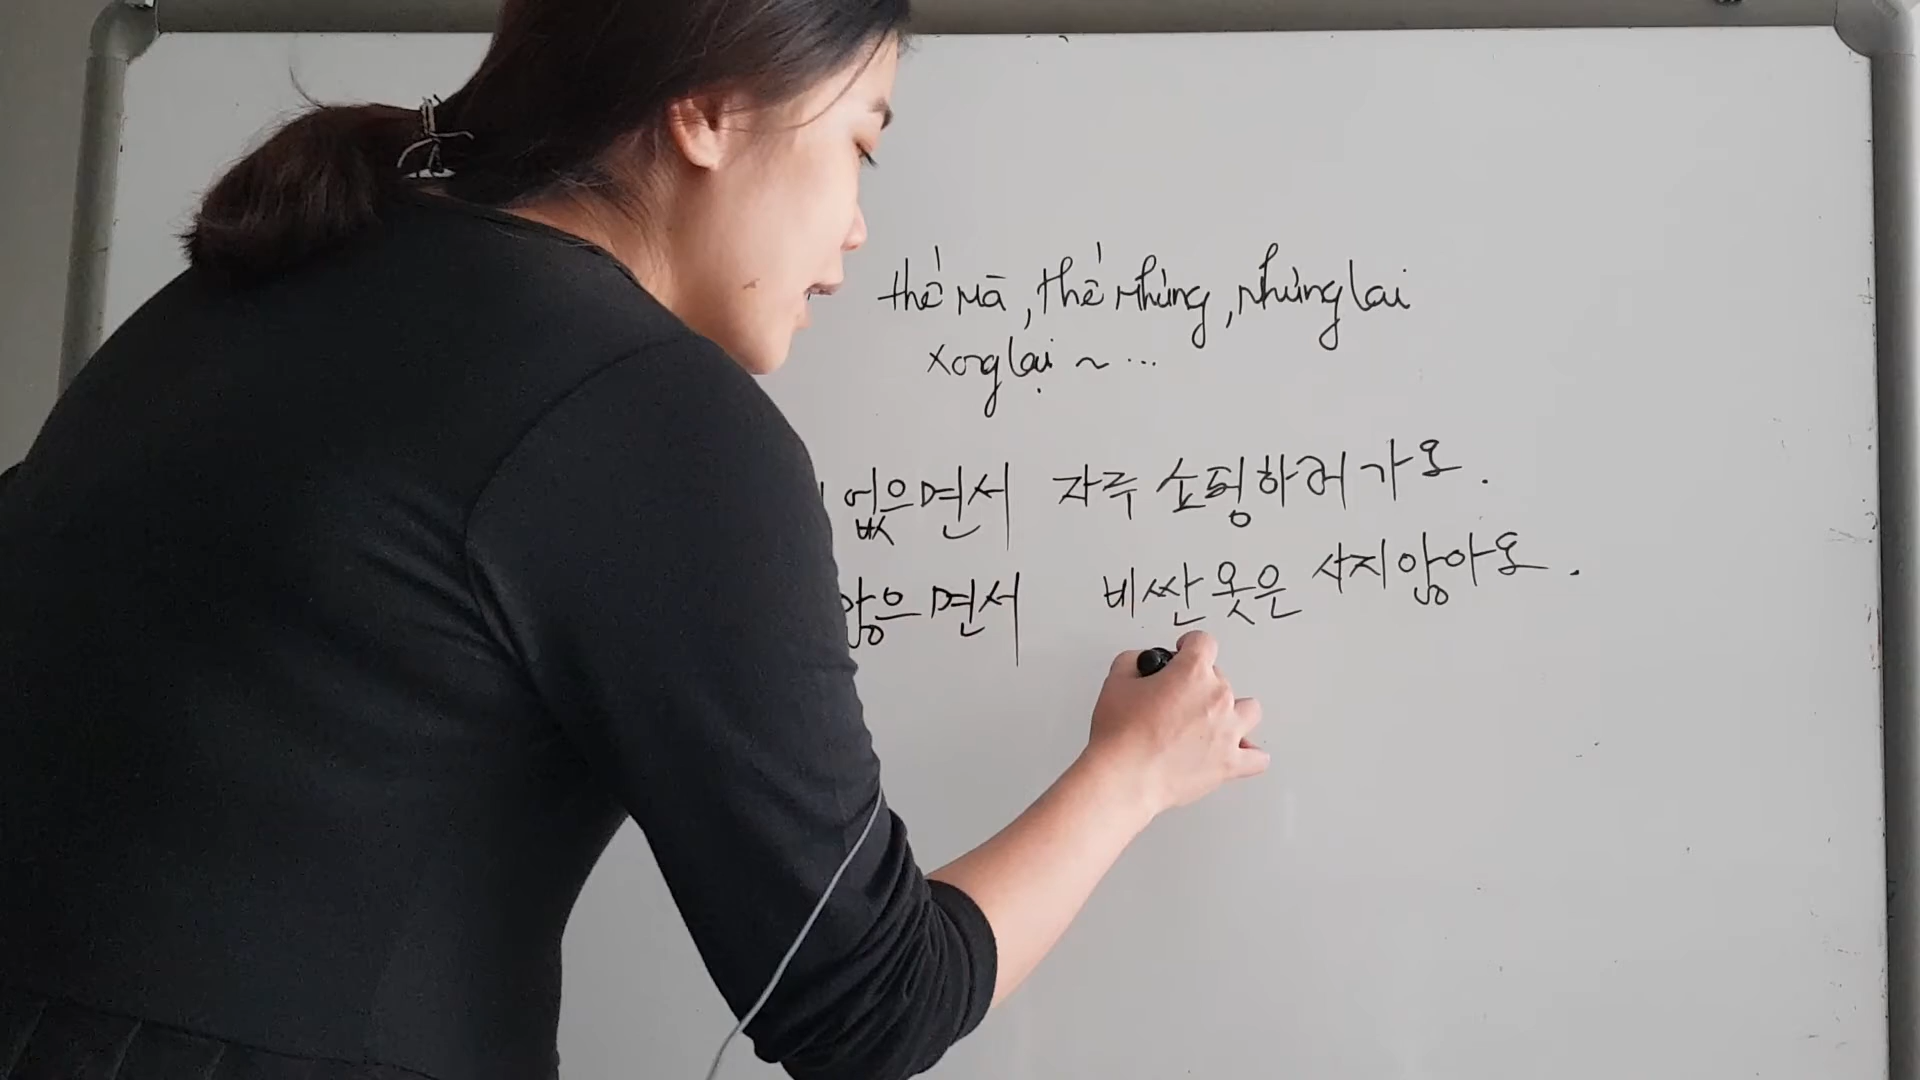 thế mà, thế nhưng, nhưng lại
xong lại ~ ...
없으면서 자주 쇼핑하러 가요.
않으면서 비싼 옷은 사지 않아요.